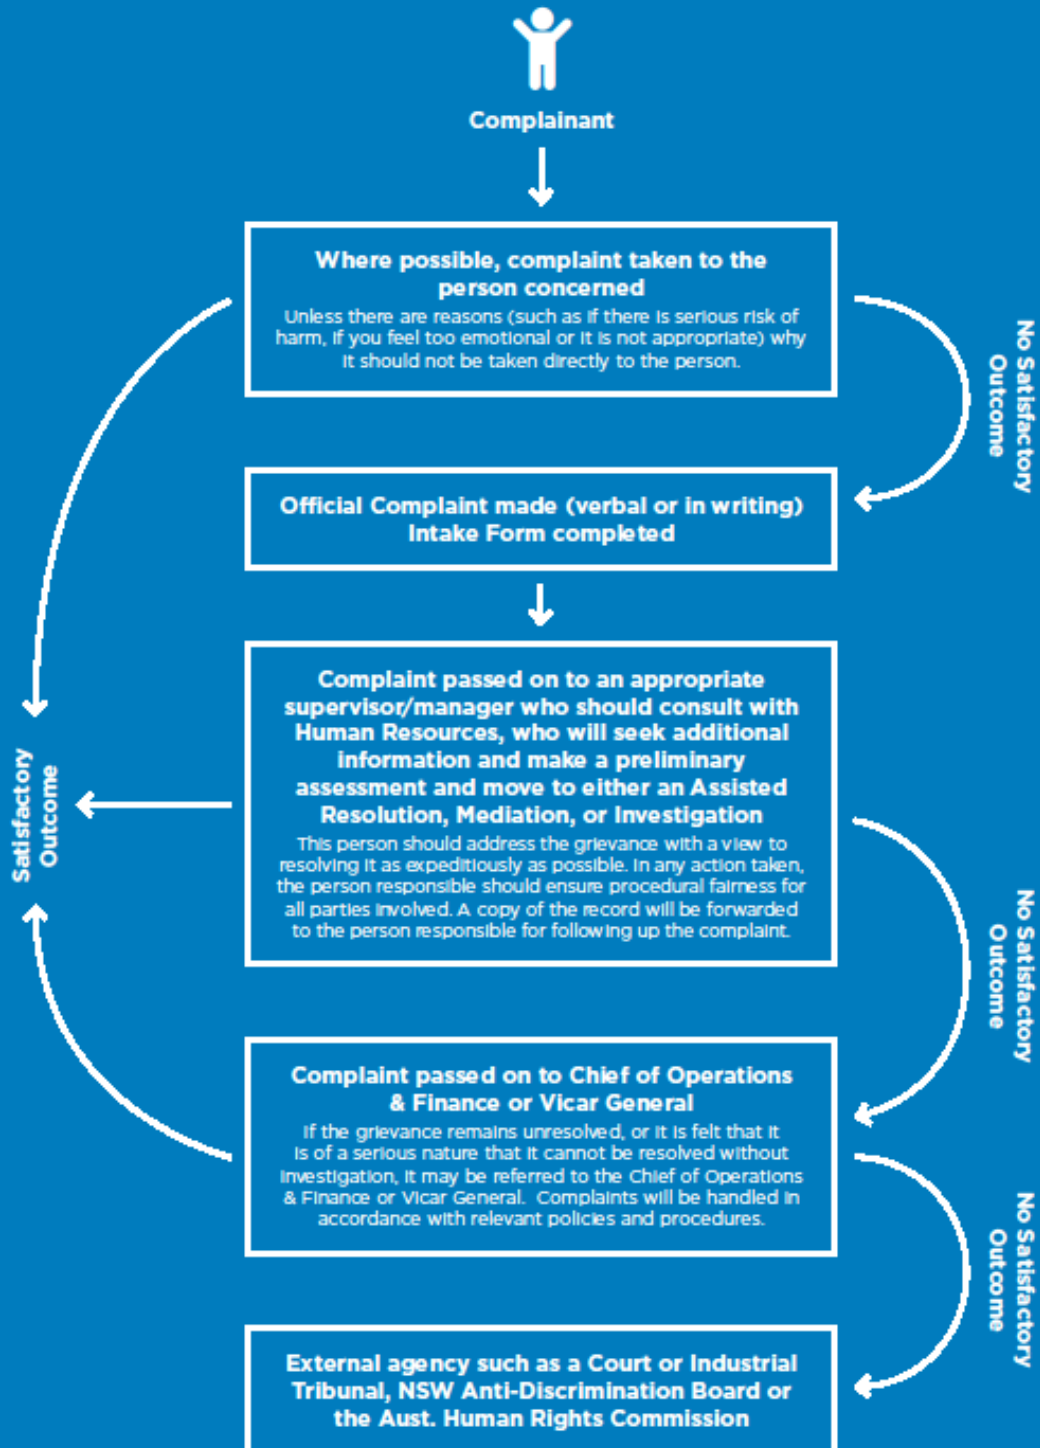 Complainant
Where possible, complaint taken to the
person concerned
Unless there are reasons (such as if there is serious risk of
harm, if you feel too emotional or it is not appropriate) why
it should not be taken directly to the person.
No Satisfactory
Outcome
Official Complaint made (verbal or in writing)
Intake Form completed
Complaint passed on to an appropriate
supervisor/manager who should consult with
Human Resources, who will seek additional
information and make a preliminary
assessment and move to either an Assisted
Resolution, Mediation, or Investigation
This person should address the grievance with a view to
resolving it as expeditiously as possible. In any action taken,
the person responsible should ensure procedural fairness for
all parties involved. A copy of the record will be forwarded
to the person responsible for following up the complaint.
Satisfactory
Outcome
No Satisfactory
Outcome
Complaint passed on to Chief of Operations
& Finance or Vicar General
If the grievance remains unresolved, or it is felt that it
is of a serious nature that it cannot be resolved without
investigation, it may be referred to the Chief of Operations
& Finance or Vicar General. Complaints will be handled in
accordance with relevant policies and procedures.
No Satisfactory
Outcome
External agency such as a Court or Industrial
Tribunal, NSW Anti-Discrimination Board or
the Aust. Human Rights Commission